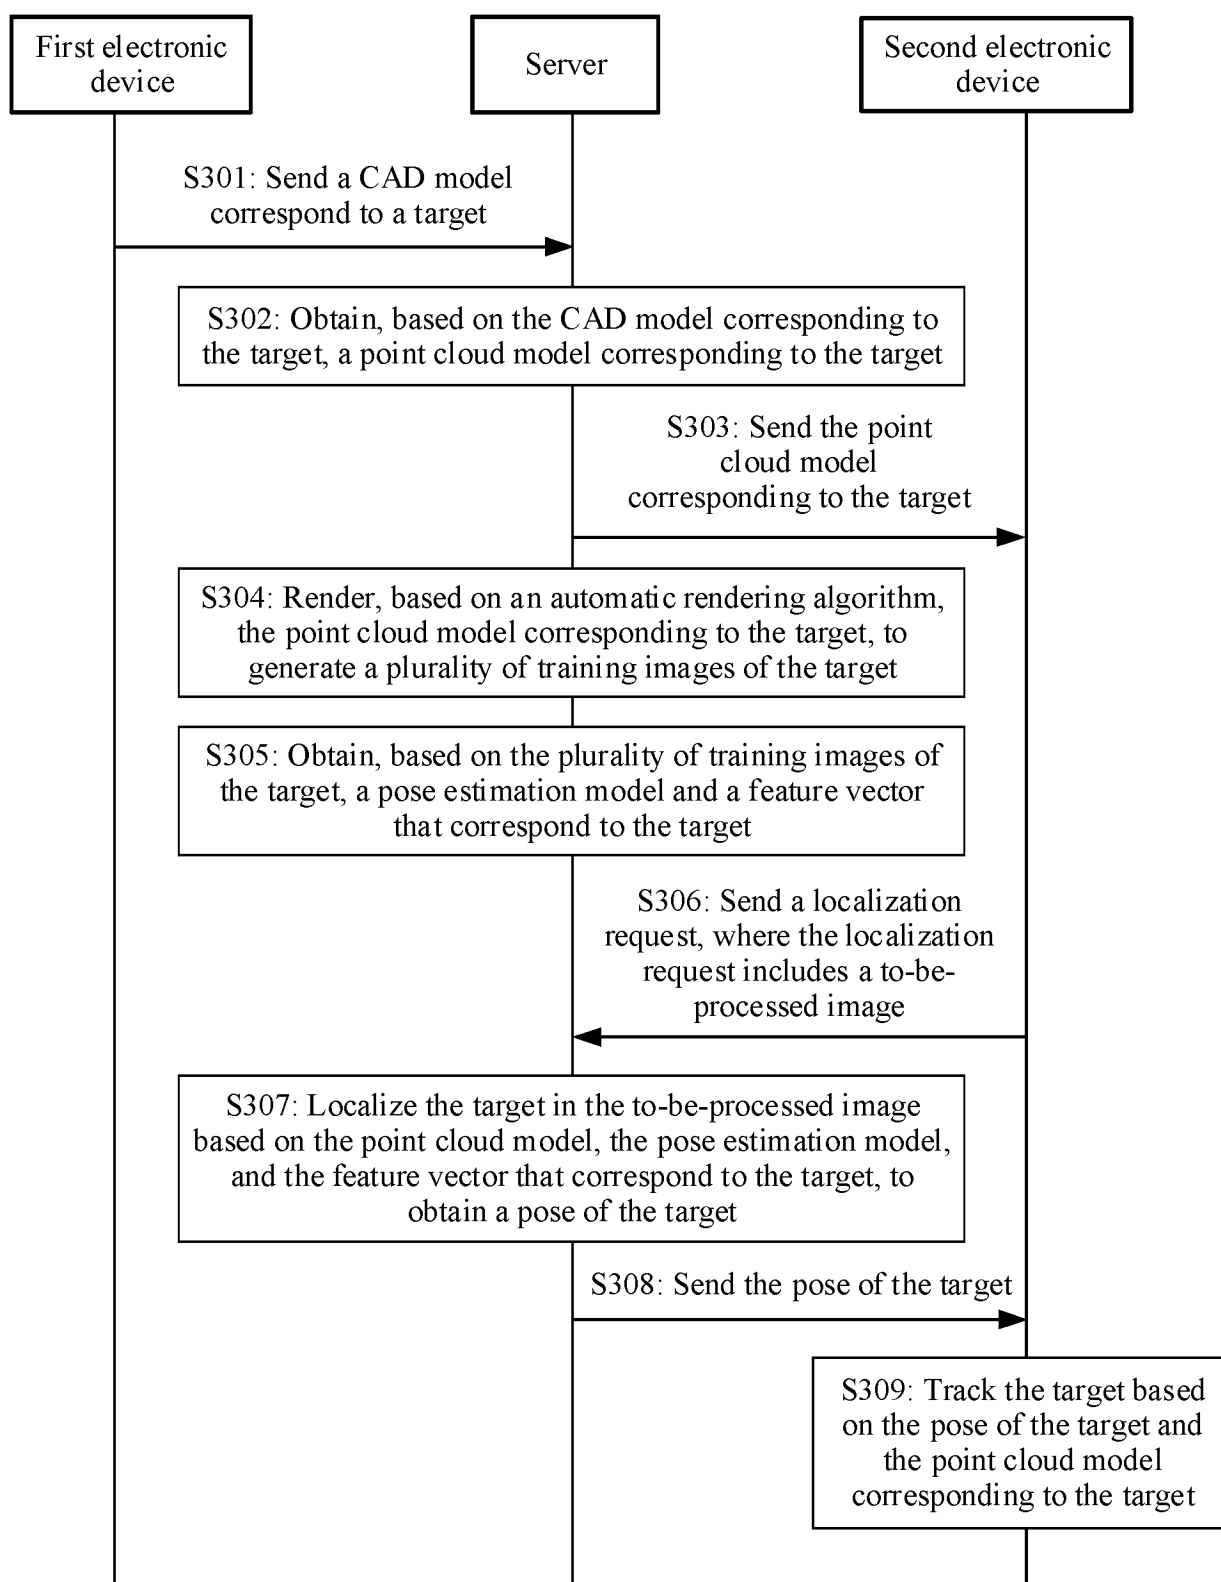 First electronic
device
Server
Second electronic
device
S301: Send a CAD model
correspond to a target
S302: Obtain, based on the CAD model corresponding to
the target, a point cloud model corresponding to the target
S303: Send the point
cloud model
corresponding to the target
S304: Render, based on an automatic rendering algorithm,
the point cloud model corresponding to the target, to
generate a plurality of training images of the target
S305: Obtain, based on the plurality of training images of
the target, a pose estimation model and a feature vector
that correspond to the target
S306: Send a localization
request, where the localization
request includes a to-be-
processed image
S307: Localize the target in the to-be-processed image
based on the point cloud model, the pose estimation model,
and the feature vector that correspond to the target, to
obtain a pose of the target
S308: Send the pose of the target
S309: Track the target based
on the pose of the target and
the point cloud model
corresponding to the target